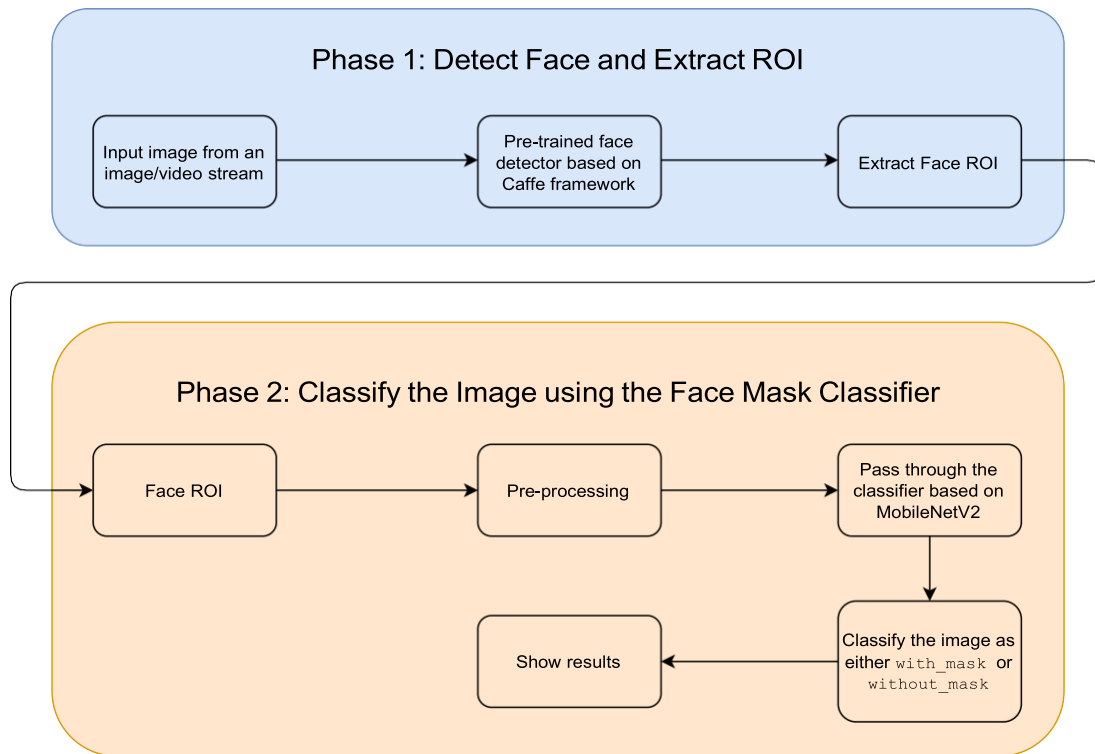 Phase 1: Detect Face and Extract ROI
Input image from an
image/video stream
Pre-trained face
detector based on
Caffe framework
Extract Face ROI
Phase 2: Classify the Image using the Face Mask Classifier
Face ROI
Pre-processing
Pass through the
classifier based on
MobileNetV2
Classify the image as
either with_mask or
without_mask
Show results